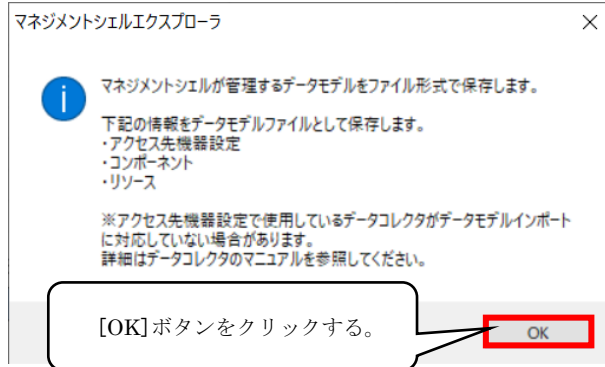 マネジメントシェルエクスプローラ
マネジメントシェルが管理するデータモデルをファイル形式で保存します。
下記の情報をデータモデルファイルとして保存します。
・アクセス先機器設定
・コンポーネント
・リソース
※アクセス先機器設定で使用しているデータコレクタがデータモデルインポート
に対応していない場合があります。
詳細はデータコレクタのマニュアルを参照してください。
[OK]ボタンをクリックする。
OK